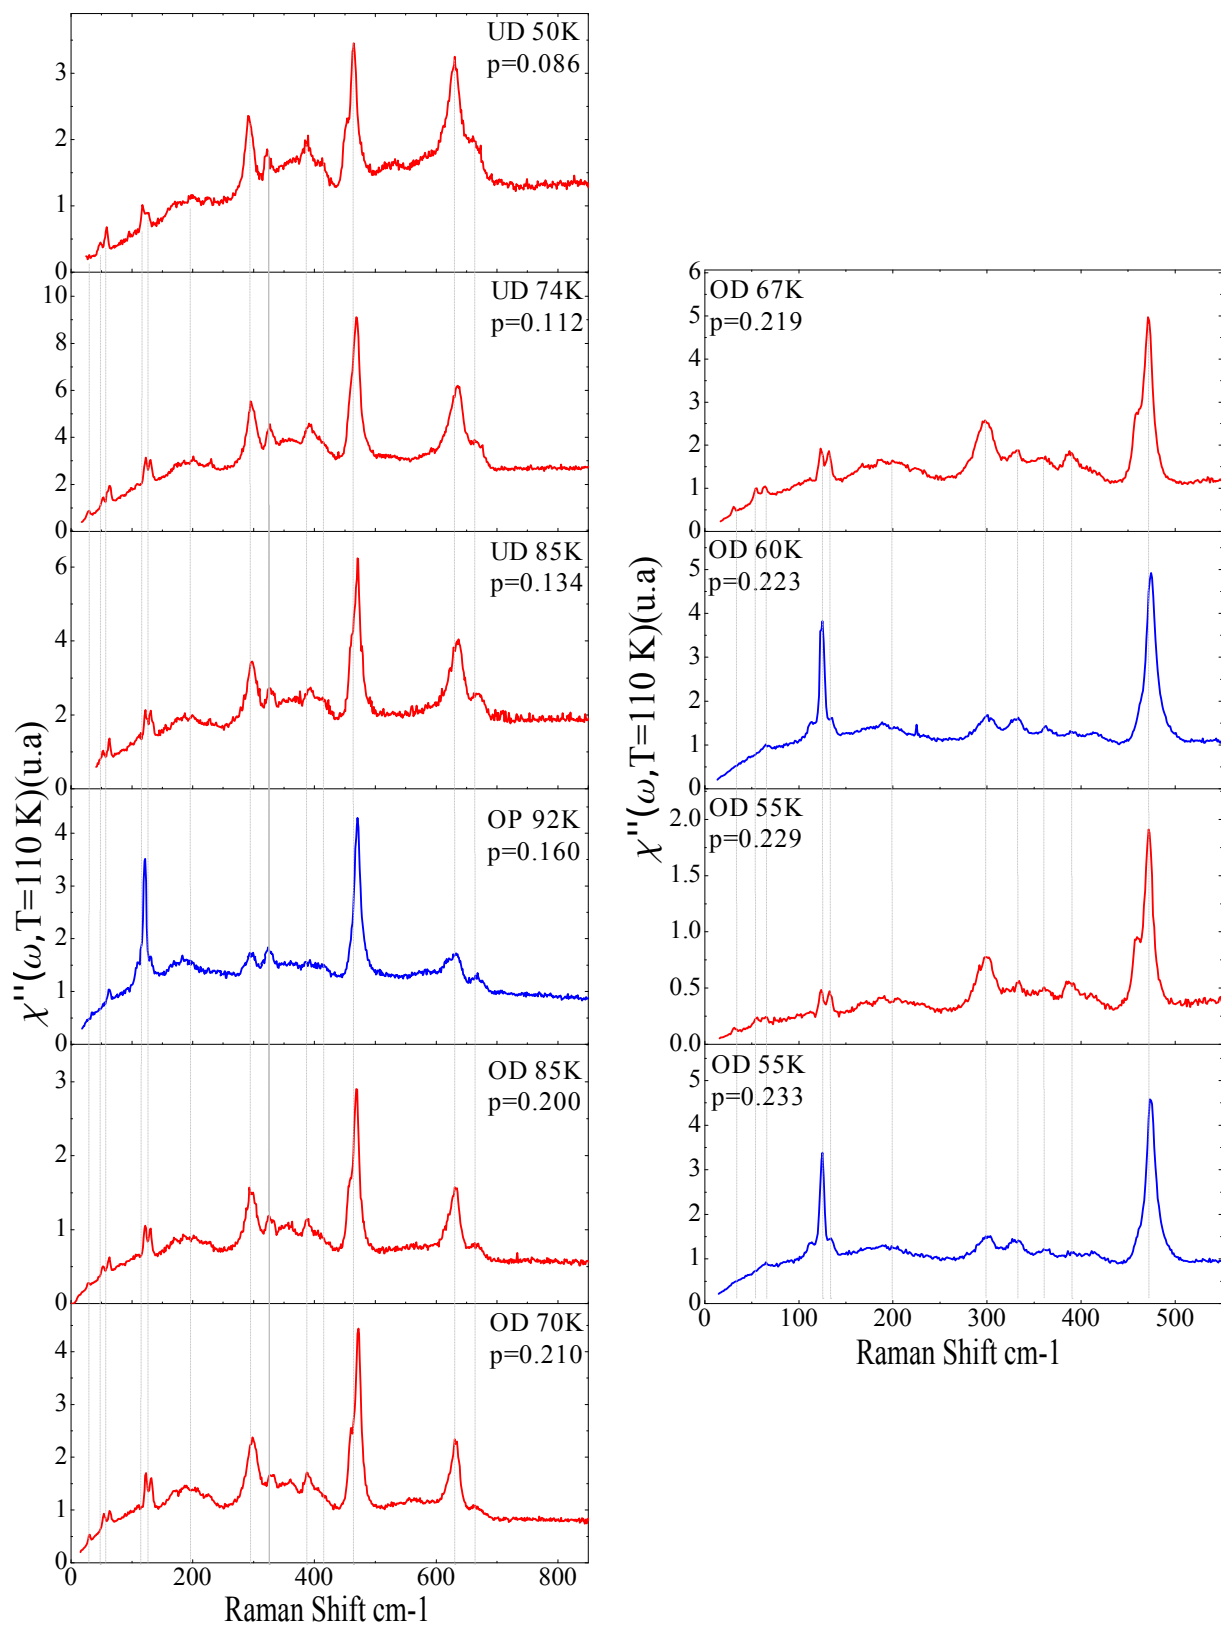 UD 50K
p=0.086
3
2
1
0
UD 74K
p=0.112
10
8
6
4
2
0
UD 85K
p=0.134
6
4
2
0
OP 92K
p=0.160
4
3
2
1
0
OD 85K
p=0.200
3
2
1
0
OD 70K
p=0.210
4
3
2
1
0
0 200 400 600 800
Raman Shift cm-1
χ''(ω,T=110 K)(u.a)
OD 67K
p=0.219
6
5
4
3
2
1
0
OD 60K
p=0.223
5
4
3
2
1
0
OD 55K
p=0.229
2.0
1.5
1.0
0.5
0.0
OD 55K
p=0.233
5
4
3
2
1
0
0 100 200 300 400 500
Raman Shift cm-1
χ''(ω,T=110 K)(u.a)